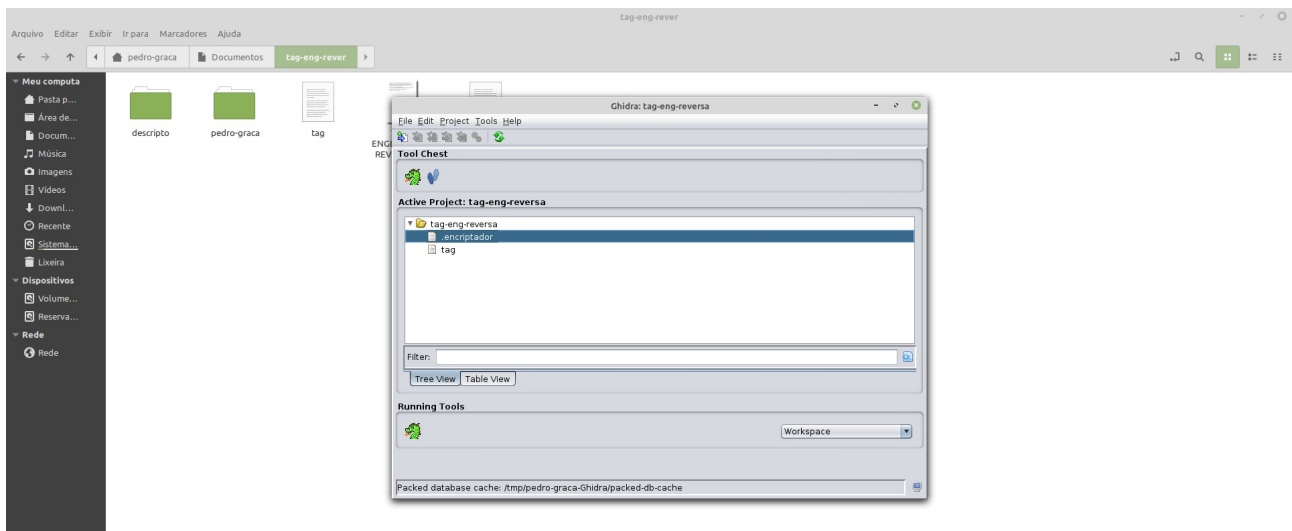 tag-eng-rever
Arquivo Editar Exibir Ir para Marcadores Ajuda
pedro-graca Documentos tag-eng-rever
Meu computa
Pasta p...
Área de...
Docum...
Música
Imagens
Vídeos
Downl...
Recente
Sistema...
Lixeira
Dispositivos
Volume...
Reserva...
Rede
Rede
descripto pedro-graca tag
ENG
REV
Ghidra: tag-eng-reversa
File Edit Project Tools Help
Tool Chest
Active Project: tag-eng-reversa
tag-eng-reversa
.encriptador
tag
Filter:
Tree View Table View
Running Tools
Workspace
Packed database cache: /tmp/pedro-graca-Ghidra/packed-db-cache